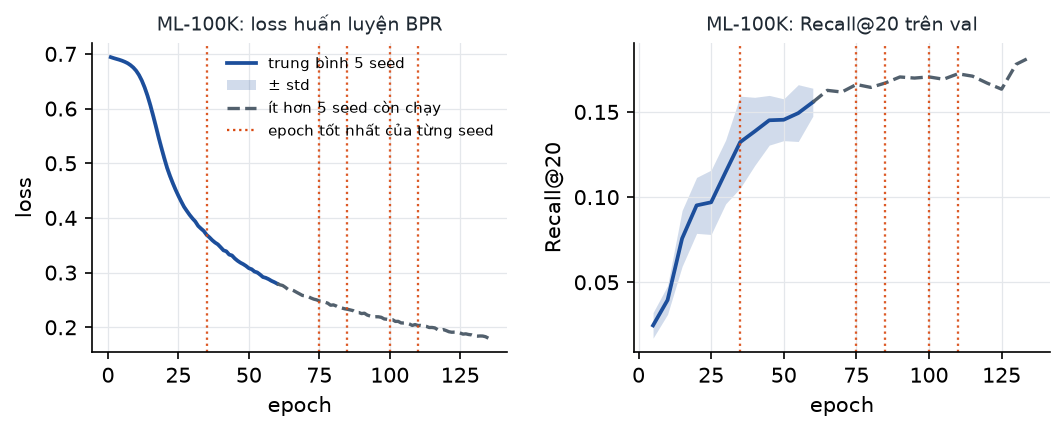 ML-100K: loss huấn luyện BPR
0.7
0.6
0.5
0.4
0.3
0.2
loss
trung bình 5 seed
± std
ít hơn 5 seed còn chạy
epoch tốt nhất của từng seed
0 25 50 75 100 125
epoch
ML-100K: Recall@20 trên val
0.15
0.10
0.05
Recall@20
0 25 50 75 100 125
epoch